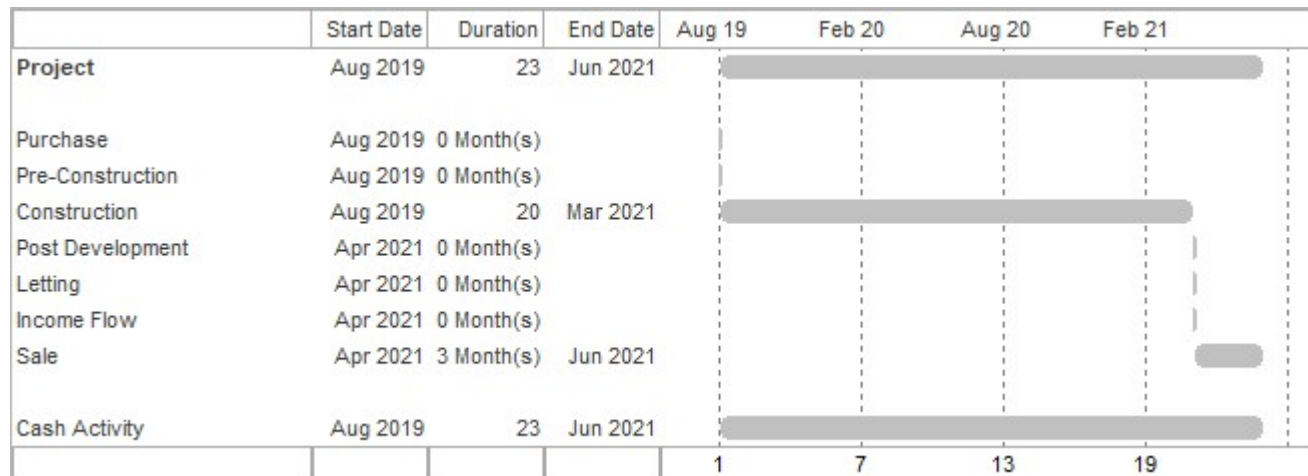 Start Date Duration End Date Aug 19 Feb 20 Aug 20 Feb 21
Project Aug 2019 23 Jun 2021
Purchase Aug 2019 0 Month(s)
Pre-Construction Aug 2019 0 Month(s)
Construction Aug 2019 20 Mar 2021
Post Development Apr 2021 0 Month(s)
Letting Apr 2021 0 Month(s)
Income Flow Apr 2021 0 Month(s)
Sale Apr 2021 3 Month(s) Jun 2021
Cash Activity Aug 2019 23 Jun 2021
1 7 13 19